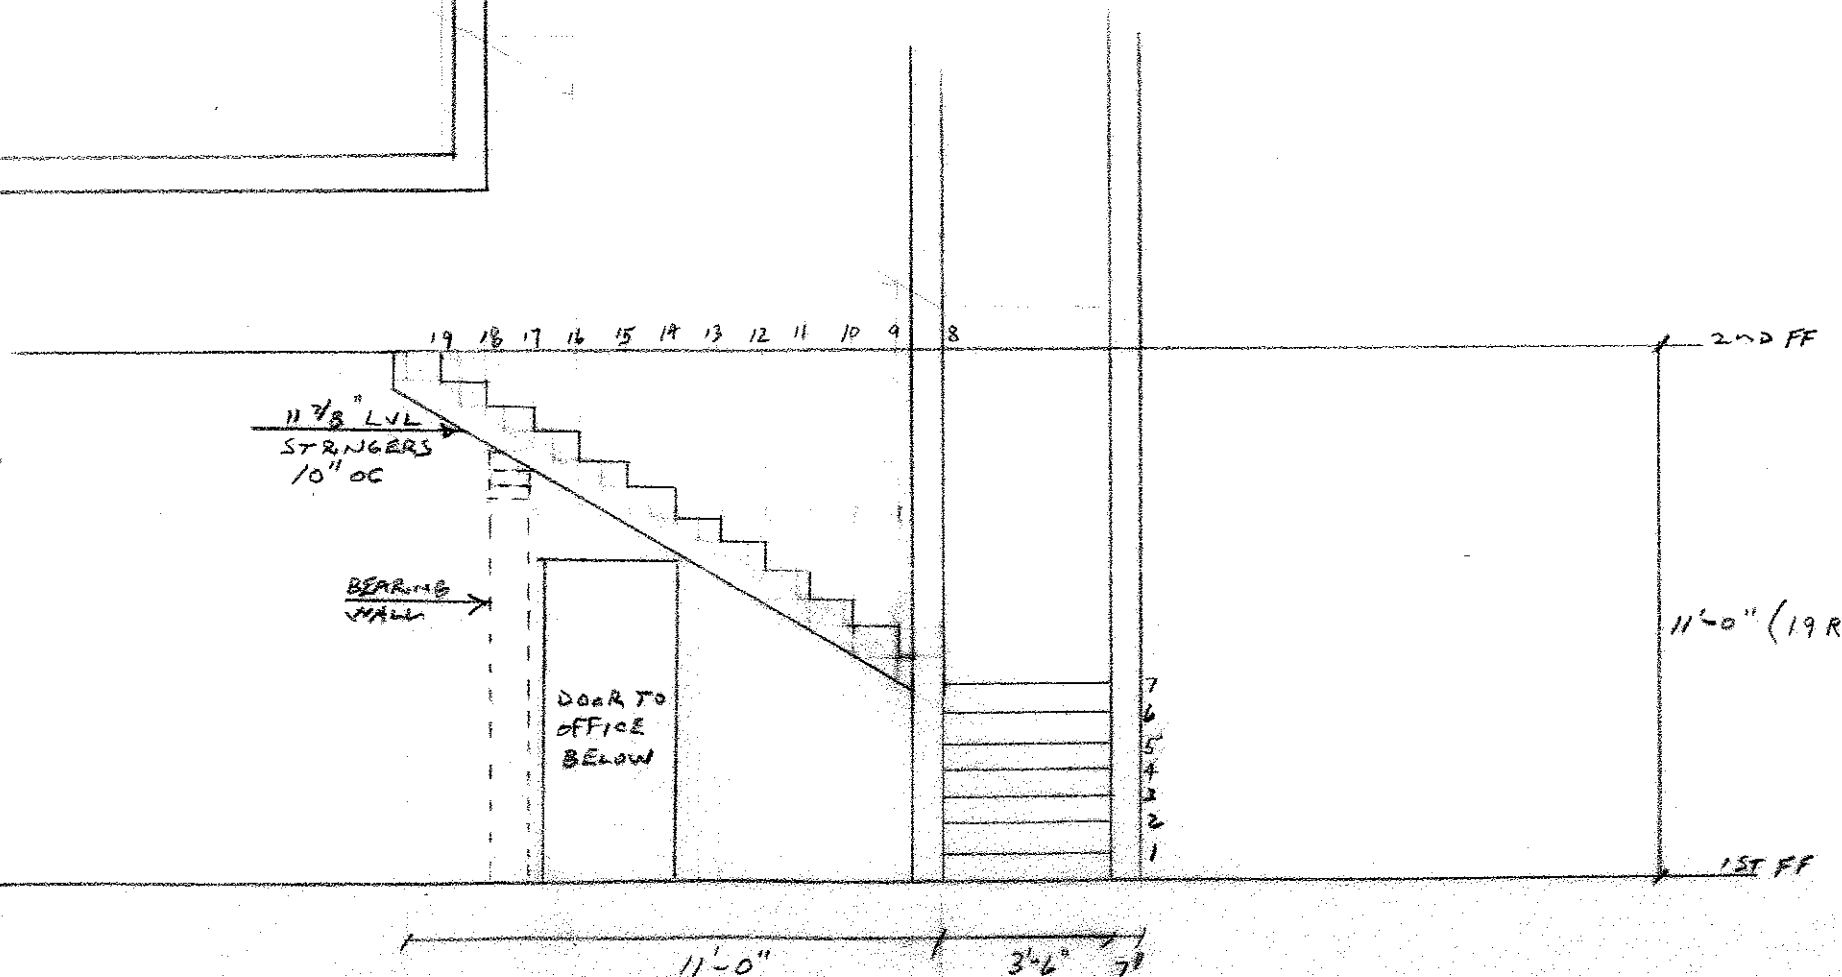 19 18 17 16 15 14 13 12 11 10 9 8
2ND FF
11 7/8" LVL
STRINGERS
10" OC
BEARING
WALL
11'-0" (19 R
DOOR TO
OFFICE
BELOW
7
6
5
4
3
2
1
1ST FF
11'-0"
3'-6"
7"